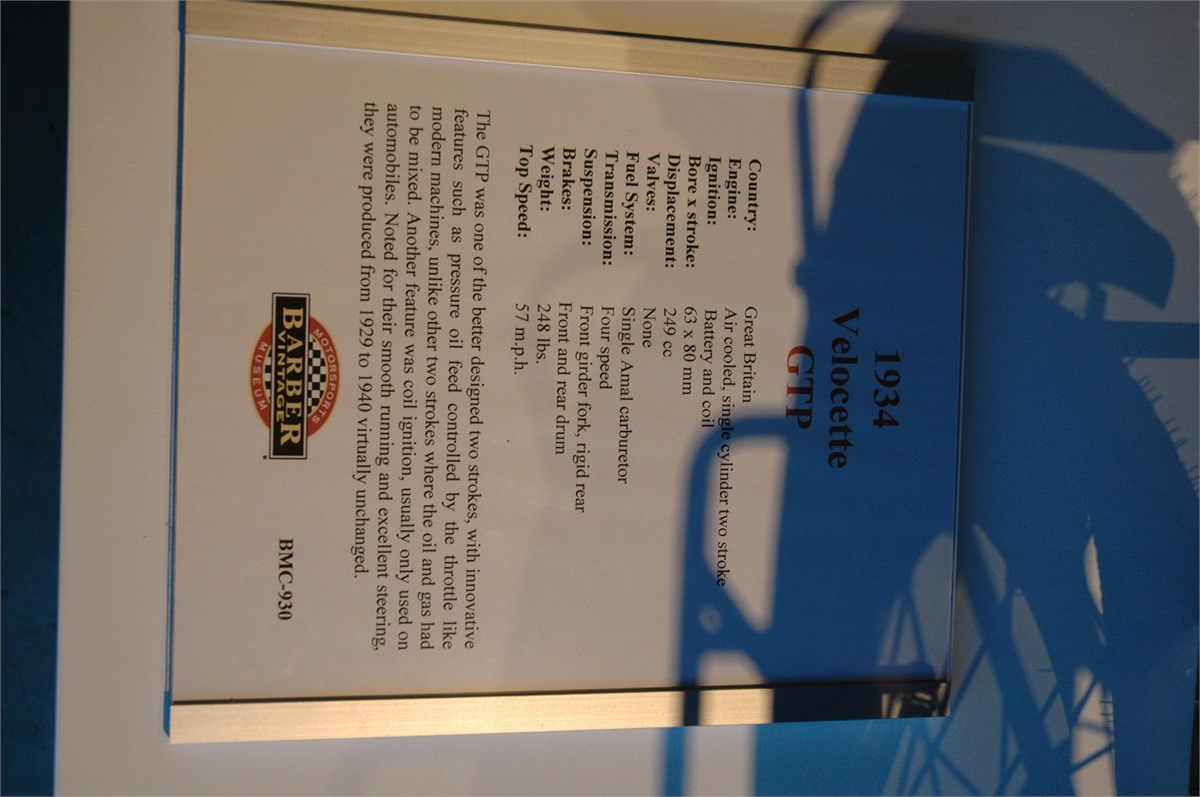 1934
Velocette
GTP
Country: Great Britain
Engine: Air cooled, single cylinder two stroke
Ignition: Battery and coil
Bore x stroke: 63 x 80 mm
Displacement: 249 cc
Valves: None
Fuel System: Single Amal carburetor
Transmission: Four speed
Suspension: Front girder fork, rigid rear
Brakes: Front and rear drum
Weight: 248 lbs.
Top Speed: 57 m.p.h.
The GTP was one of the better designed two strokes, with innovative
features such as pressure oil feed controlled by the throttle like
modern machines, unlike other two strokes where the oil and gas had
to be mixed. Another feature was coil ignition, usually only used on
automobiles. Noted for their smooth running and excellent steering,
they were produced from 1929 to 1940 virtually unchanged.
MOTORSPORTS
BARBER
VINTAGE
MUSEUM
BMC-930